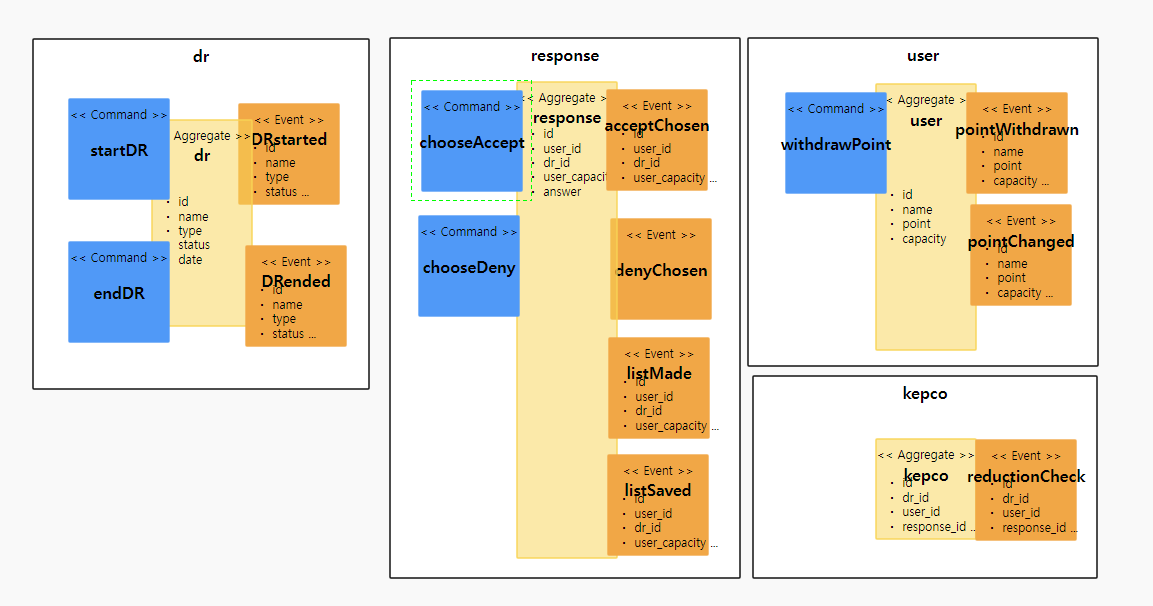 dr
<< Command >>
startDR
Aggregate >>
dr
id
name
type
status
date
<< Event >>
DRstarted
id
name
type
status ...
<< Command >>
endDR
<< Event >>
DRended
id
name
type
status ...
response
<< Command >>
chooseAccept
< Aggregate >
response
id
user_id
dr_id
user_capacit
answer
<< Event >>
acceptChosen
id
user_id
dr_id
user_capacity ...
<< Command >>
chooseDeny
<< Event >>
denyChosen
<< Event >>
listMade
id
user_id
dr_id
user_capacity ...
<< Event >>
listSaved
id
user_id
dr_id
user_capacity ...
user
<< Command >>
withdrawPoint
< Aggregate >
user
id
name
point
capacity
<< Event >>
pointWithdrawn
id
name
point
capacity ...
<< Event >>
pointChanged
id
name
point
capacity ...
kepco
<< Aggregate >>
kepco
id
dr_id
user_id
response_id ..
<< Event >>
reductionCheck
id
dr_id
user_id
response_id ...